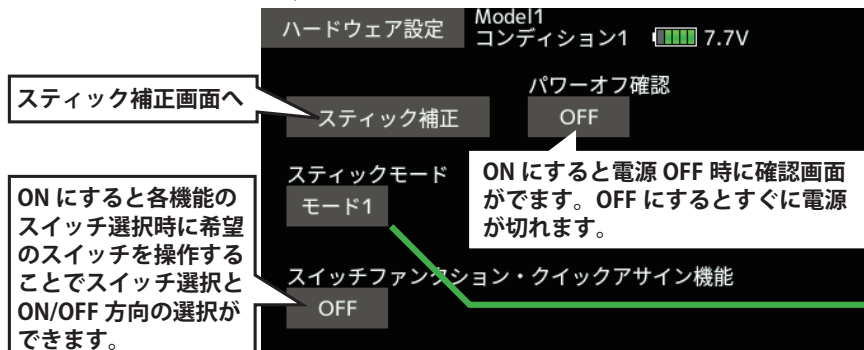 ハードウェア設定
Model1
コンディション1 7.7V
スティック補正画面へ
スティック補正
パワーオフ確認
OFF
ON にすると電源 OFF 時に確認画面
がでます。OFF にするとすぐに電源
が切れます。
スティックモード
モード1
ON にすると各機能の
スイッチ選択時に希望
のスイッチを操作する
ことでスイッチ選択と
ON/OFF 方向の選択が
できます。
スイッチファンクション・クイックアサイン機能
OFF